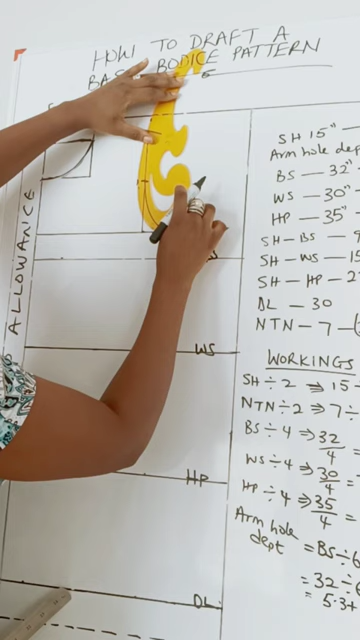 HOW TO DRAFT A
BASIC BODICE PATTERN
ALLOWANCE
WS
HP
DL
SH 15"
Arm hole dep
BS — 32"
WS — 30"
HP — 35"
SH — BS — 9
SH — WS — 15
SH — HP — 2
DL — 30
NTN — 7 —
WORKINGS
SH ÷ 2 ⇒ 15
NTN ÷ 2 ⇒ 7 ÷
BS ÷ 4 ⇒ 32/4 =
WS ÷ 4 ⇒ 30/4 =
HP ÷ 4 ⇒ 35/4 =
Arm hole dept = BS ÷ 6
= 32 ÷ 6
= 5.3 +